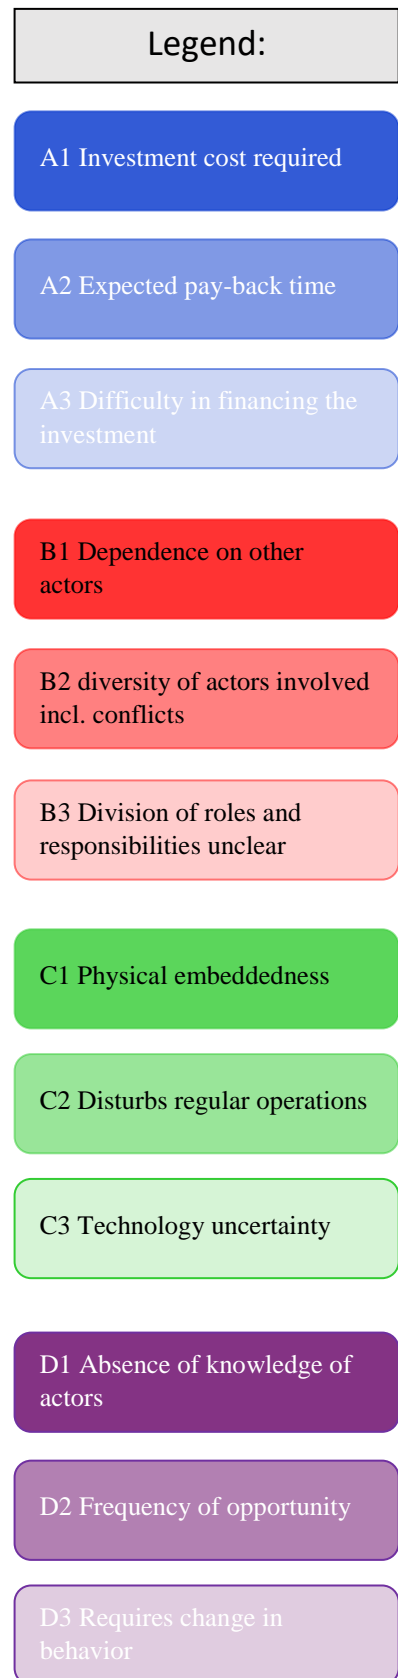 Legend:
A1 Investment cost required
A2 Expected pay-back time
A3 Difficulty in financing the
investment
B1 Dependence on other
actors
B2 diversity of actors involved
incl. conflicts
B3 Division of roles and
responsibilities unclear
C1 Physical embeddedness
C2 Disturbs regular operations
C3 Technology uncertainty
D1 Absence of knowledge of
actors
D2 Frequency of opportunity
D3 Requires change in
behavior